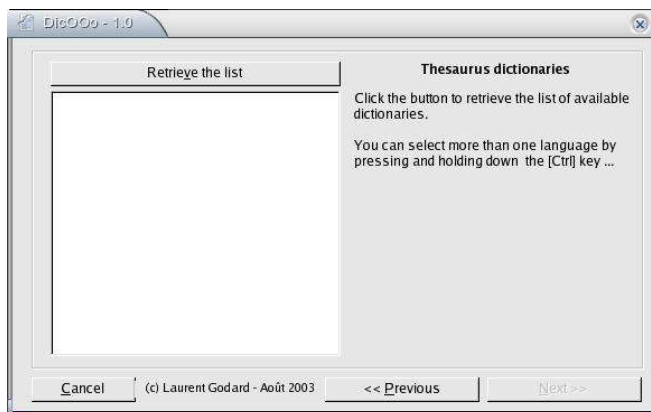 DicOOo - 1.0
Retrieve the list
Thesaurus dictionaries
Click the button to retrieve the list of available
dictionaries.
You can select more than one language by
pressing and holding down the [Ctrl] key ...
Cancel
(c) Laurent Godard - Août 2003
<< Previous
Next >>